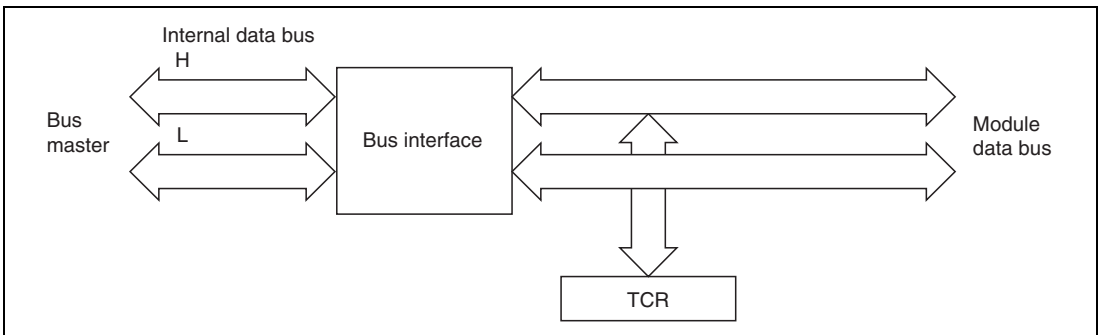 Internal data bus
H
Bus
master
L
Bus interface
Module
data bus
TCR